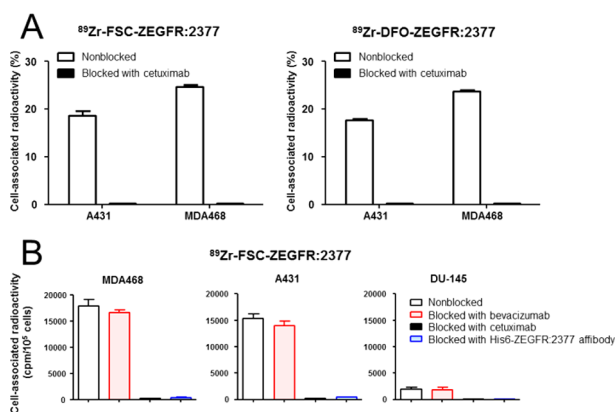 A
⁸⁹Zr-FSC-ZEGFR:2377
Nonblocked
Blocked with cetuximab
Cell-associated radioactivity (%)
30
20
10
0
A431
MDA468
⁸⁹Zr-DFO-ZEGFR:2377
Nonblocked
Blocked with cetuximab
Cell-associated radioactivity (%)
30
20
10
0
A431
MDA468
B
⁸⁹Zr-FSC-ZEGFR:2377
Cell-associated radioactivity
(cpm/10⁵ cells)
MDA468
20000
15000
10000
5000
0
A431
20000
15000
10000
5000
0
DU-145
20000
15000
10000
5000
0
Nonblocked
Blocked with bevacizumab
Blocked with cetuximab
Blocked with His6-ZEGFR:2377 affibody